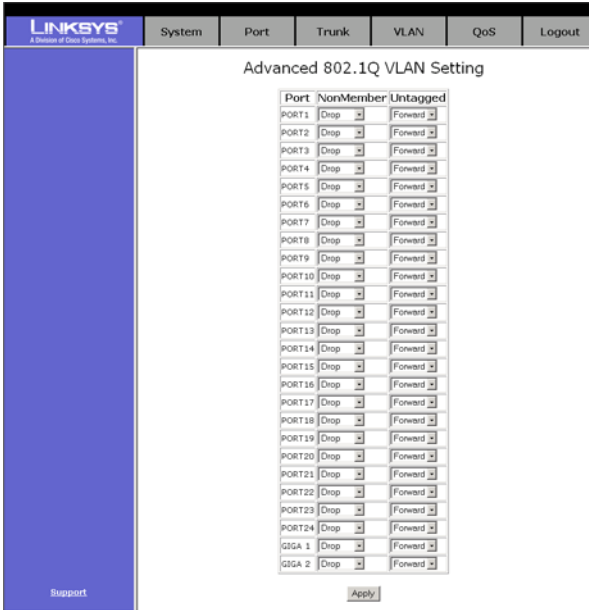 LINKSYS®
A Division of Cisco Systems, Inc.
System Port Trunk VLAN QoS Logout
Advanced 802.1Q VLAN Setting
Port NonMember Untagged
PORT1 Drop Forward
PORT2 Drop Forward
PORT3 Drop Forward
PORT4 Drop Forward
PORT5 Drop Forward
PORT6 Drop Forward
PORT7 Drop Forward
PORT8 Drop Forward
PORT9 Drop Forward
PORT10 Drop Forward
PORT11 Drop Forward
PORT12 Drop Forward
PORT13 Drop Forward
PORT14 Drop Forward
PORT15 Drop Forward
PORT16 Drop Forward
PORT17 Drop Forward
PORT18 Drop Forward
PORT19 Drop Forward
PORT20 Drop Forward
PORT21 Drop Forward
PORT22 Drop Forward
PORT23 Drop Forward
PORT24 Drop Forward
GIGA 1 Drop Forward
GIGA 2 Drop Forward
Support
Apply